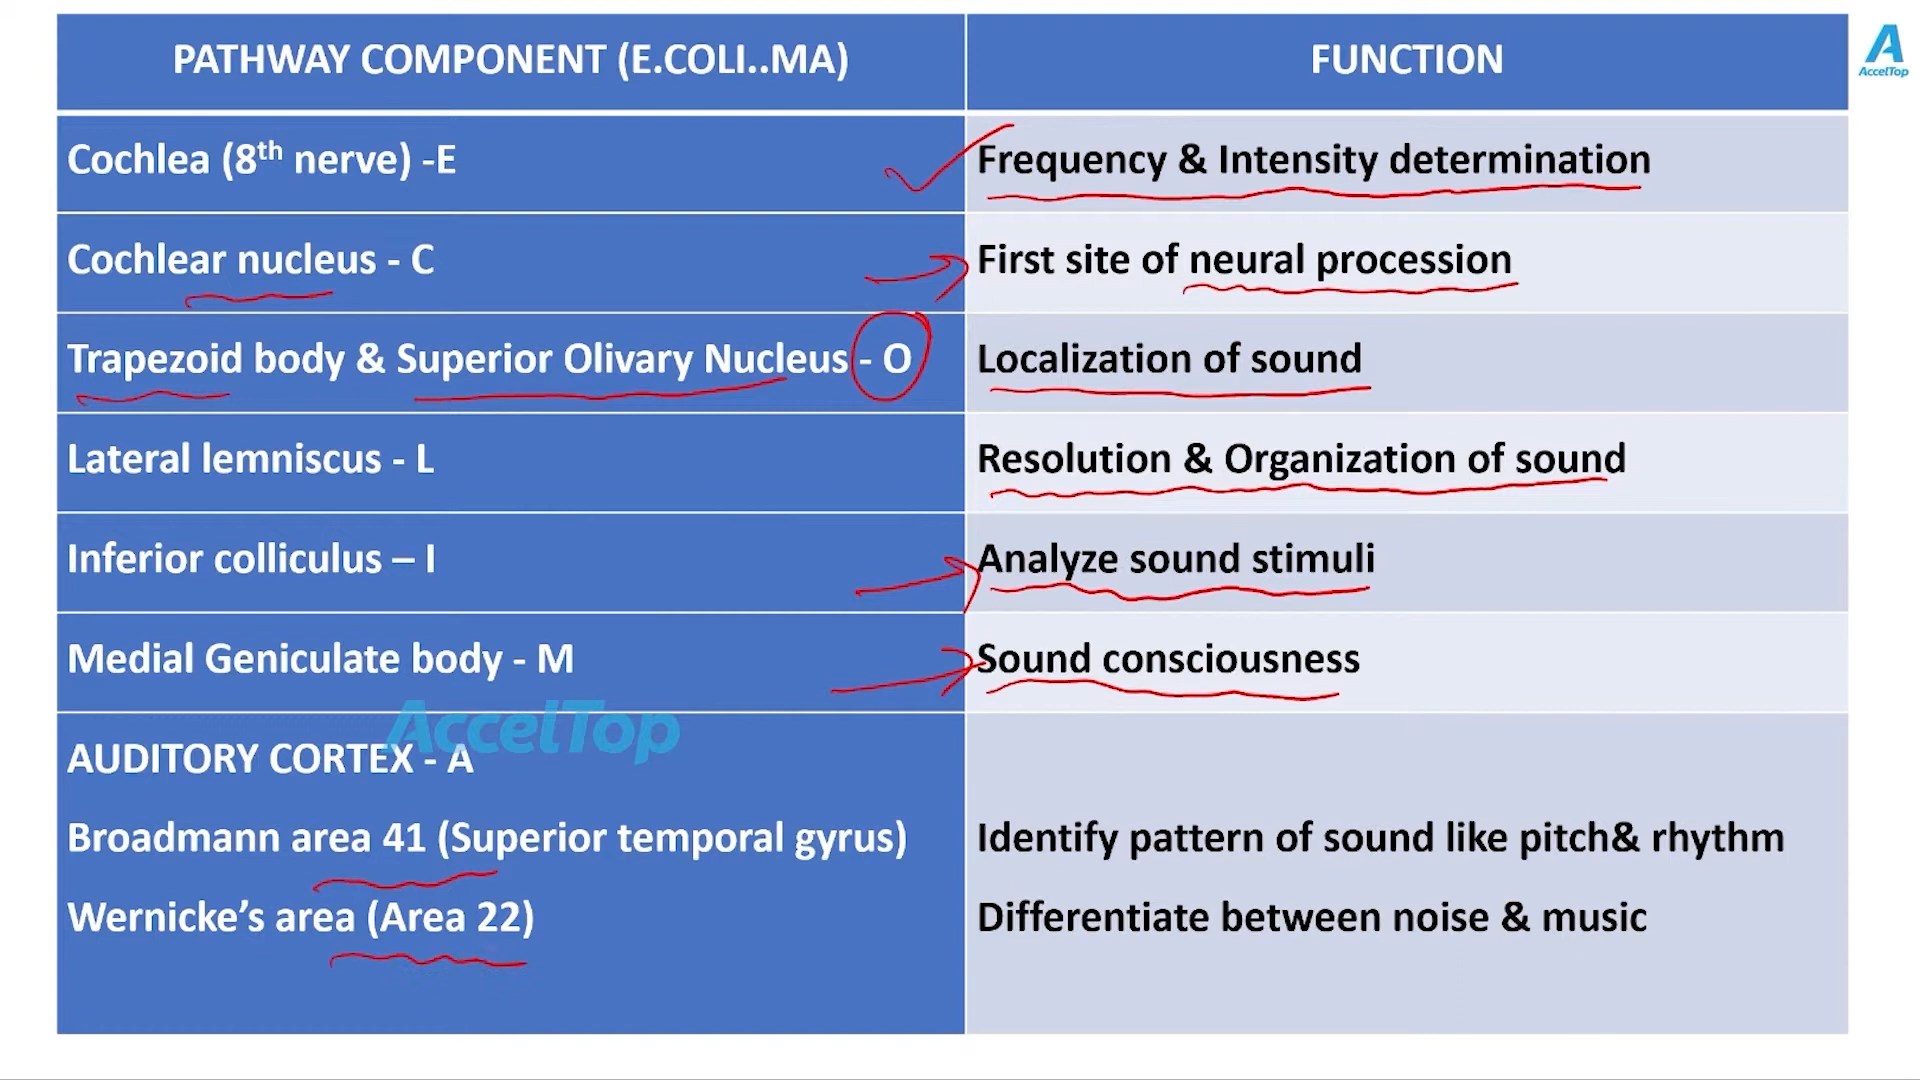 PATHWAY COMPONENT (E.COLI..MA)
FUNCTION
AccelTop
Cochlea (8th nerve) -E
Frequency & Intensity determination
Cochlear nucleus - C
First site of neural procession
Trapezoid body & Superior Olivary Nucleus - O
Localization of sound
Lateral lemniscus - L
Resolution & Organization of sound
Inferior colliculus – I
Analyze sound stimuli
Medial Geniculate body - M
Sound consciousness
AccelTop
AUDITORY CORTEX - A
Broadmann area 41 (Superior temporal gyrus)
Identify pattern of sound like pitch& rhythm
Wernicke’s area (Area 22)
Differentiate between noise & music